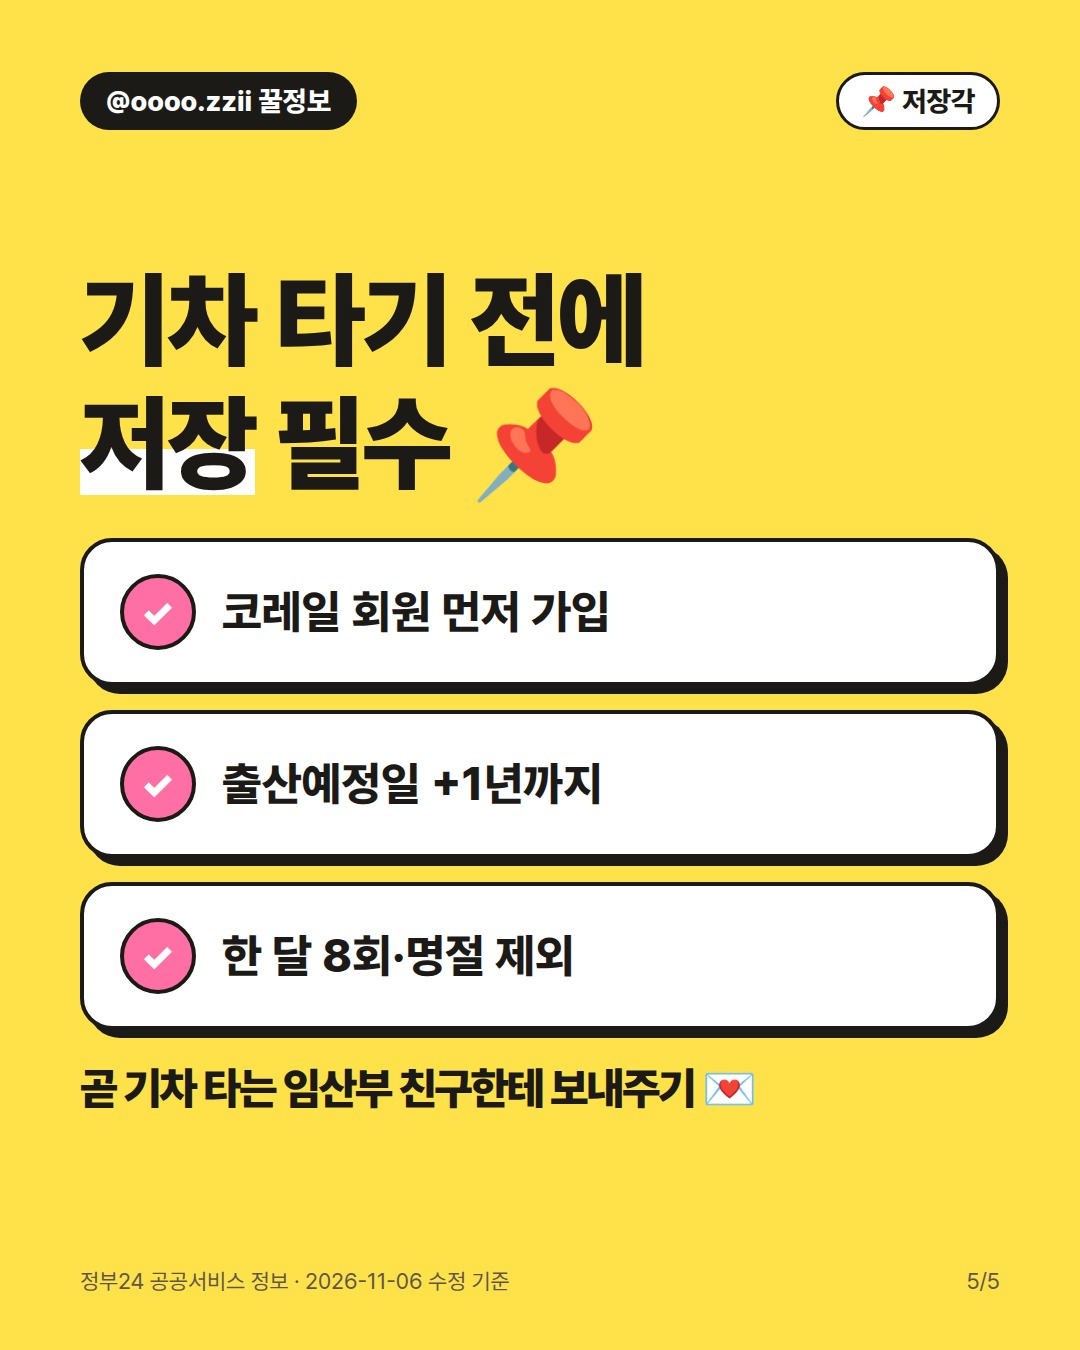 @oooo.zzii 꿀정보
📌 저장각
기차 타기 전에
저장 필수 📌
코레일 회원 먼저 가입
출산예정일 +1년까지
한 달 8회·명절 제외
곧 기차 타는 임산부 친구한테 보내주기 💌
정부24 공공서비스 정보 · 2026-11-06 수정 기준
5/5